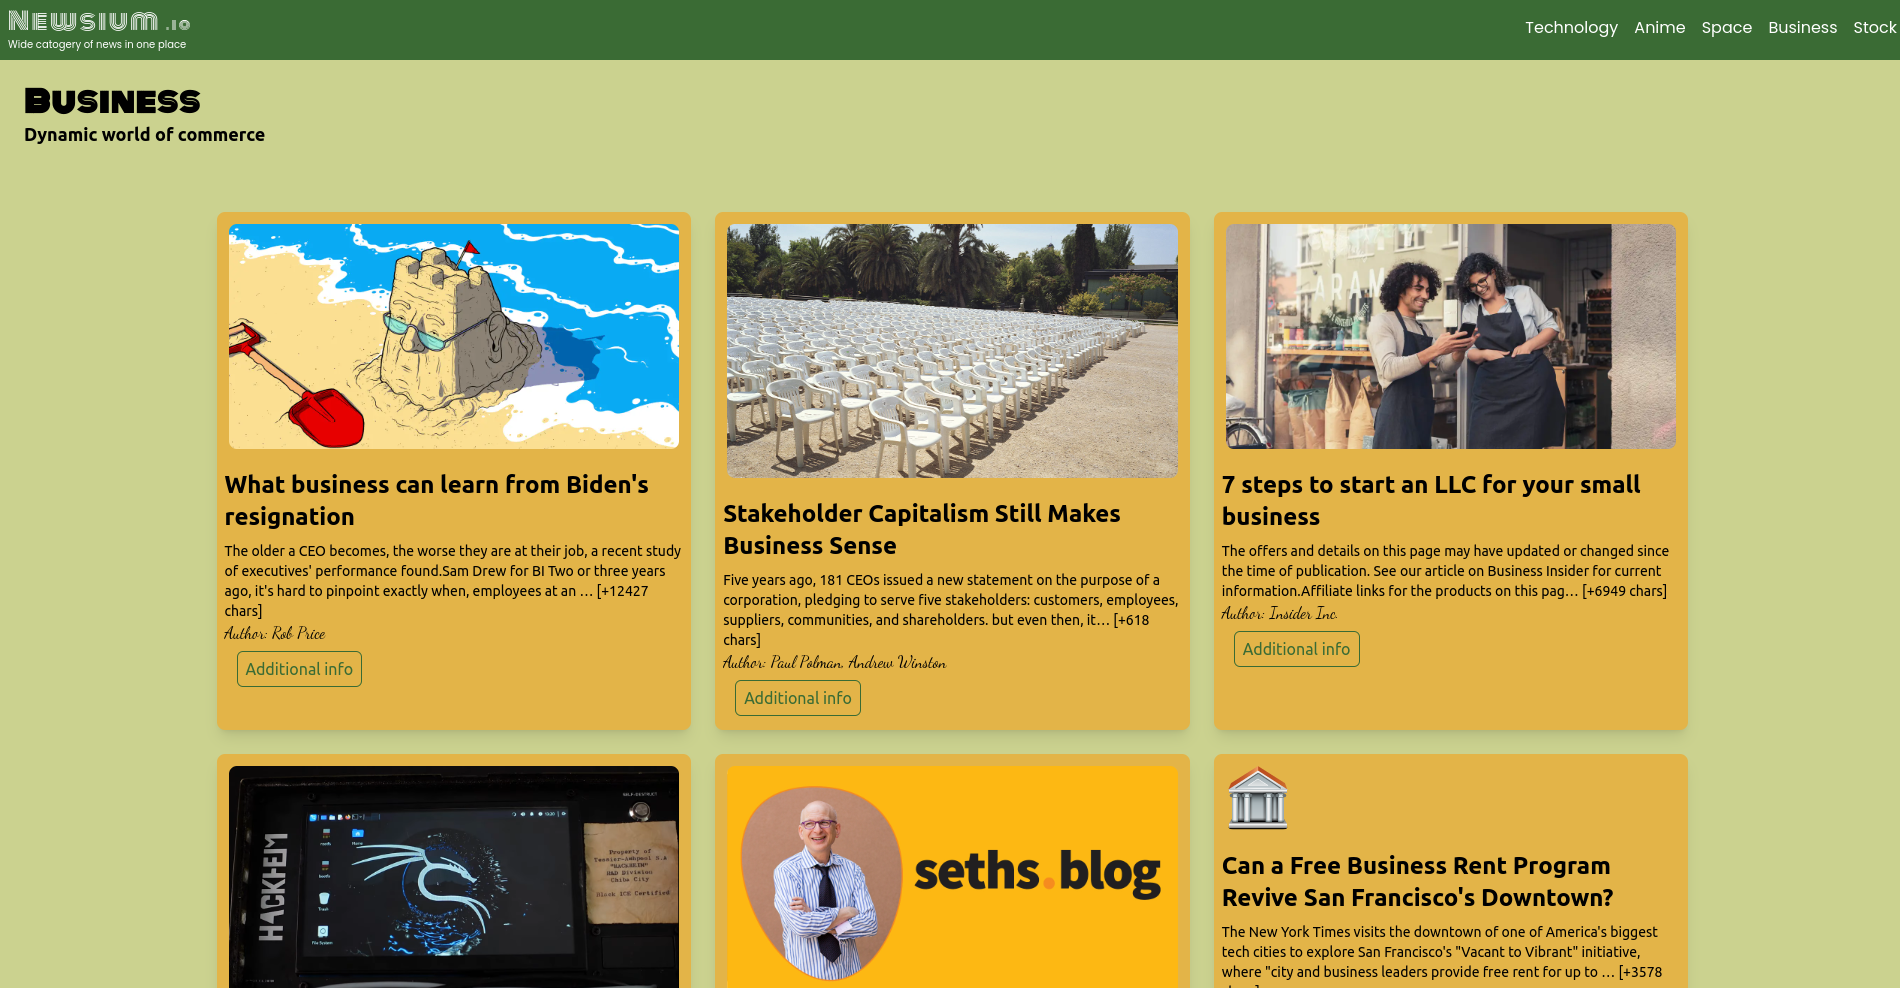 Newsium .io
Wide catogery of news in one place
Technology Anime Space Business Stock
Business
Dynamic world of commerce
ARAM
What business can learn from Biden's
resignation
The older a CEO becomes, the worse they are at their job, a recent study
of executives' performance found.Sam Drew for BI Two or three years
ago, it's hard to pinpoint exactly when, employees at an … [+12427
chars]
Author: Rob Price
Additional info
Stakeholder Capitalism Still Makes
Business Sense
Five years ago, 181 CEOs issued a new statement on the purpose of a
corporation, pledging to serve five stakeholders: customers, employees,
suppliers, communities, and shareholders. but even then, it… [+618
chars]
Author: Paul Polman, Andrew Winston
Additional info
7 steps to start an LLC for your small
business
The offers and details on this page may have updated or changed since
the time of publication. See our article on Business Insider for current
information.Affiliate links for the products on this pag… [+6949 chars]
Author: Insider Inc.
Additional info
SELF-DESTRUCT
HACKHEM
Home
Trash
File System
Property of
Tessier-Ashpool S.A
"HACKHEIM"
R&D Division
Chiba City
Black ICE Certified
seths.blog
Can a Free Business Rent Program
Revive San Francisco's Downtown?
The New York Times visits the downtown of one of America's biggest
tech cities to explore San Francisco's "Vacant to Vibrant" initiative,
where "city and business leaders provide free rent for up to … [+3578